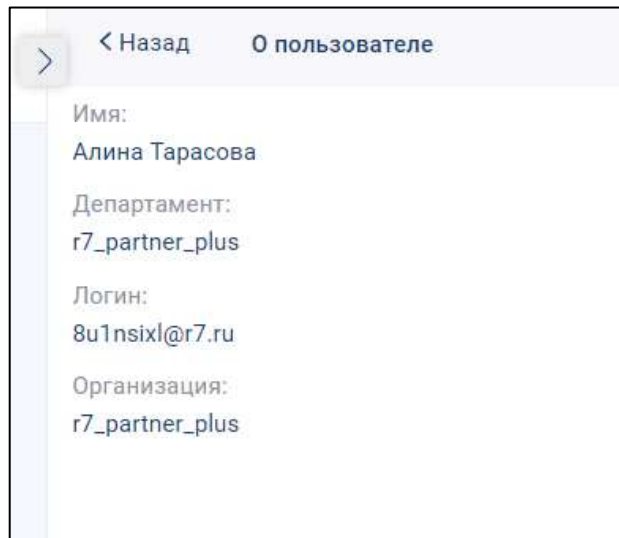 Назад О пользователе
Имя:
Алина Тарасова
Департамент:
r7_partner_plus
Логин:
8u1nsixl@r7.ru
Организация:
r7_partner_plus